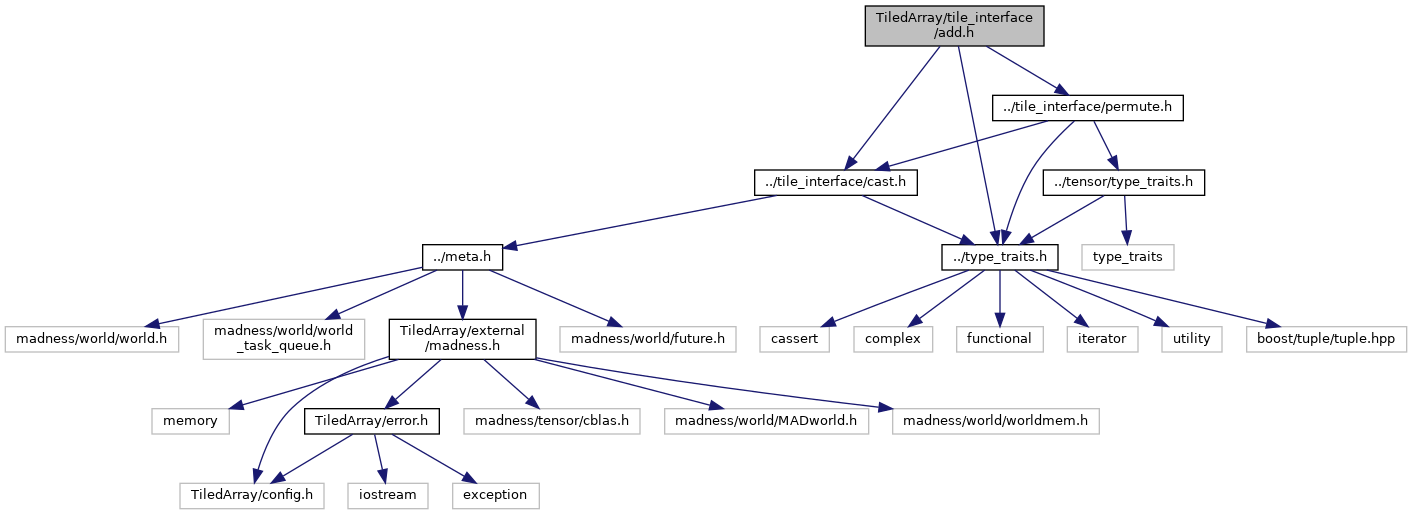 TiledArray/tile_interface
/add.h
../tile_interface/permute.h
../tile_interface/cast.h
../tensor/type_traits.h
../meta.h
../type_traits.h
type_traits
madness/world/world.h
madness/world/world
_task_queue.h
TiledArray/external
/madness.h
madness/world/future.h
cassert
complex
functional
iterator
utility
boost/tuple/tuple.hpp
memory
TiledArray/error.h
madness/tensor/cblas.h
madness/world/MADworld.h
madness/world/worldmem.h
TiledArray/config.h
iostream
exception